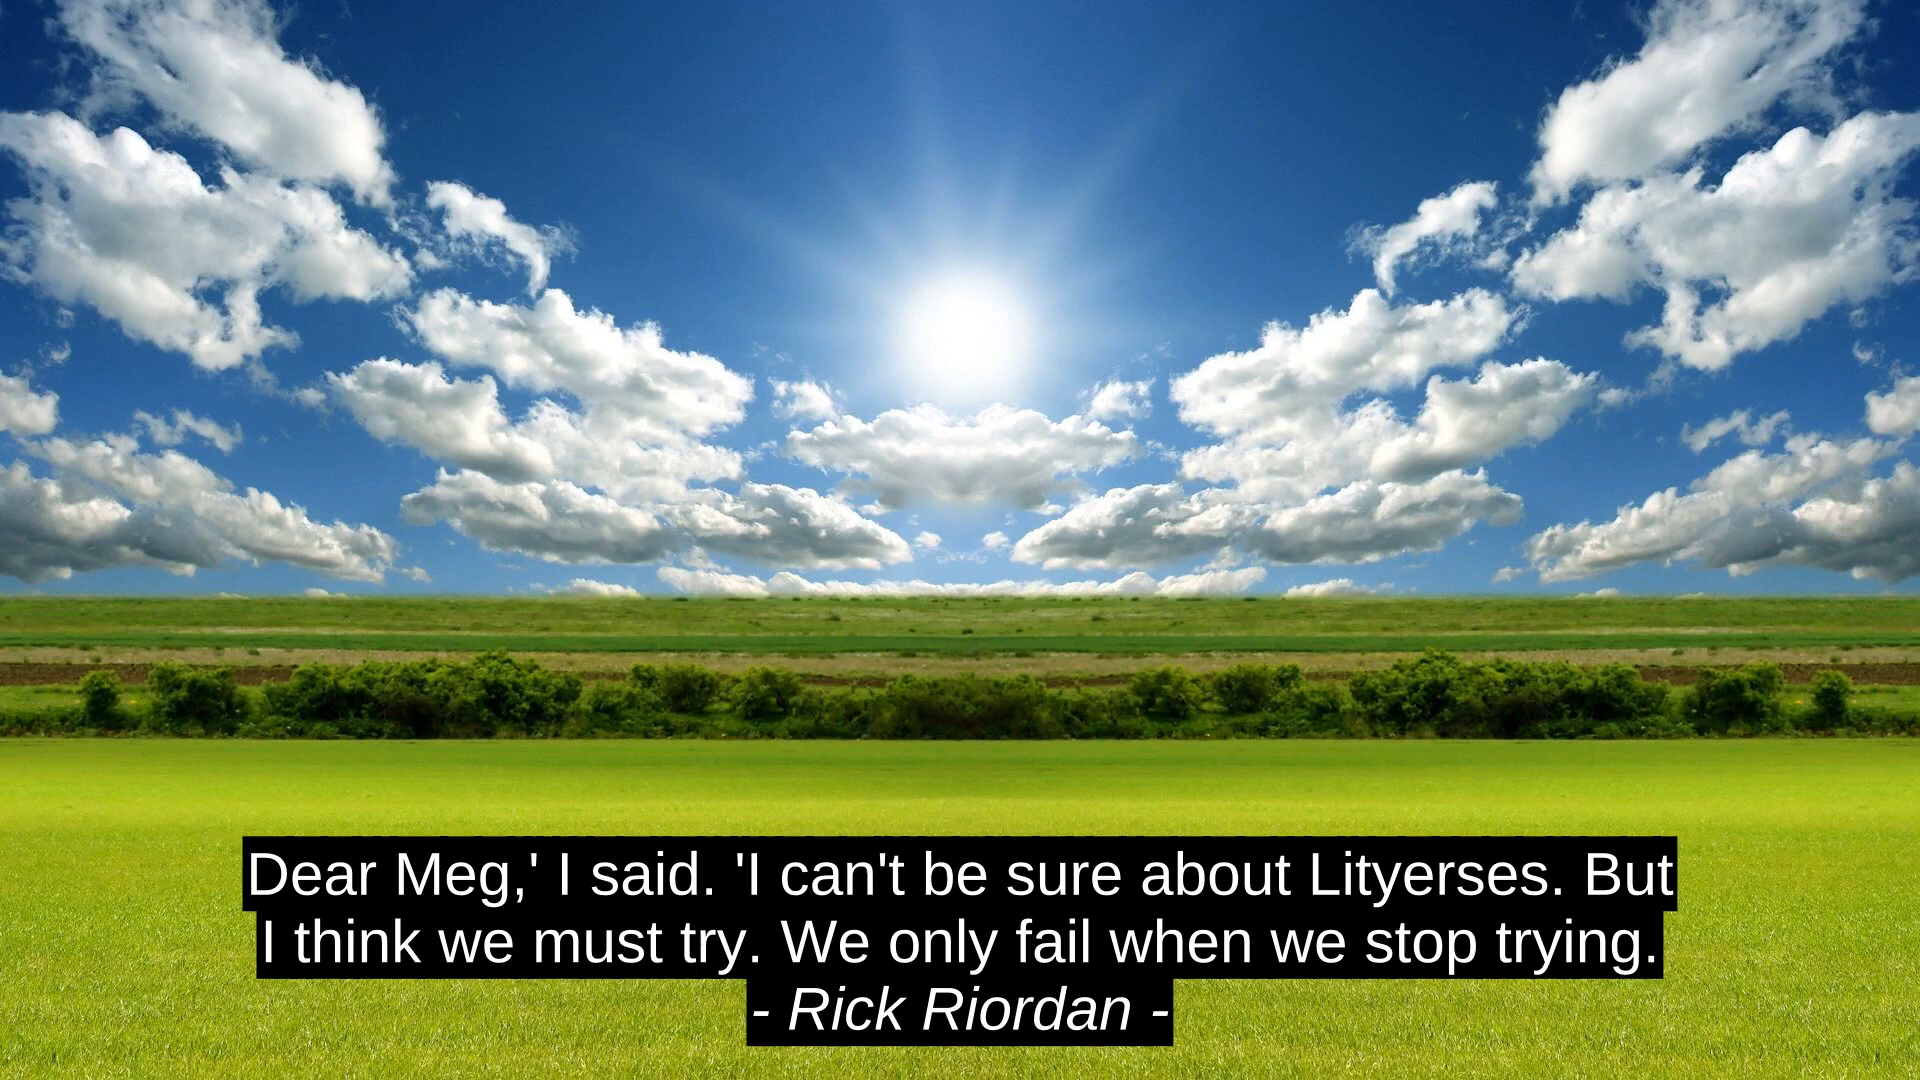 Dear Meg,' I said. 'I can't be sure about Lityerses. But
I think we must try. We only fail when we stop trying.
- Rick Riordan -